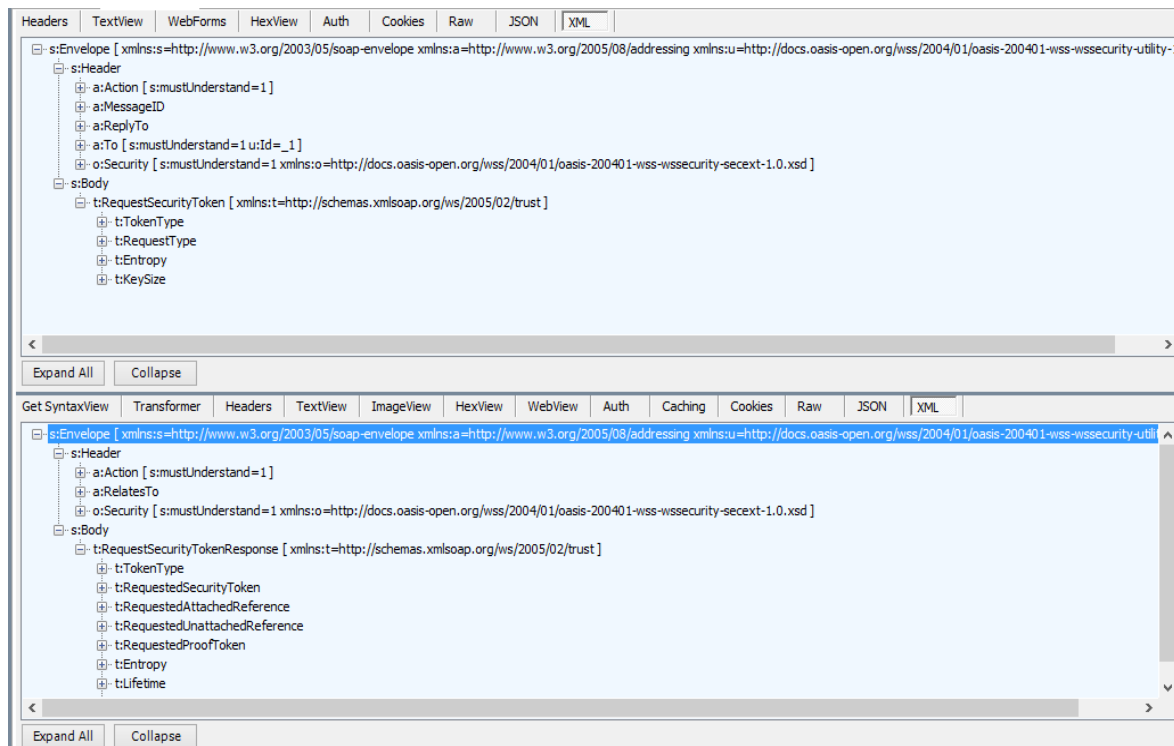 Headers TextView WebForms HexView Auth Cookies Raw JSON XML
s:Envelope [ xmlns:s=http://www.w3.org/2003/05/soap-envelope xmlns:a=http://www.w3.org/2005/08/addressing xmlns:u=http://docs.oasis-open.org/wss/2004/01/oasis-200401-wss-wssecurity-utility-
s:Header
a:Action [ s:mustUnderstand=1 ]
a:MessageID
a:ReplyTo
a:To [ s:mustUnderstand=1 u:Id=_1 ]
o:Security [ s:mustUnderstand=1 xmlns:o=http://docs.oasis-open.org/wss/2004/01/oasis-200401-wss-wssecurity-secext-1.0.xsd ]
s:Body
t:RequestSecurityToken [ xmlns:t=http://schemas.xmlsoap.org/ws/2005/02/trust ]
t:TokenType
t:RequestType
t:Entropy
t:KeySize
Expand All Collapse
Get SyntaxView Transformer Headers TextView ImageView HexView WebView Auth Caching Cookies Raw JSON XML
s:Envelope [ xmlns:s=http://www.w3.org/2003/05/soap-envelope xmlns:a=http://www.w3.org/2005/08/addressing xmlns:u=http://docs.oasis-open.org/wss/2004/01/oasis-200401-wss-wssecurity-utilit
s:Header
a:Action [ s:mustUnderstand=1 ]
a:RelatesTo
o:Security [ s:mustUnderstand=1 xmlns:o=http://docs.oasis-open.org/wss/2004/01/oasis-200401-wss-wssecurity-secext-1.0.xsd ]
s:Body
t:RequestSecurityTokenResponse [ xmlns:t=http://schemas.xmlsoap.org/ws/2005/02/trust ]
t:TokenType
t:RequestedSecurityToken
t:RequestedAttachedReference
t:RequestedUnattachedReference
t:RequestedProofToken
t:Entropy
t:Lifetime
Expand All Collapse